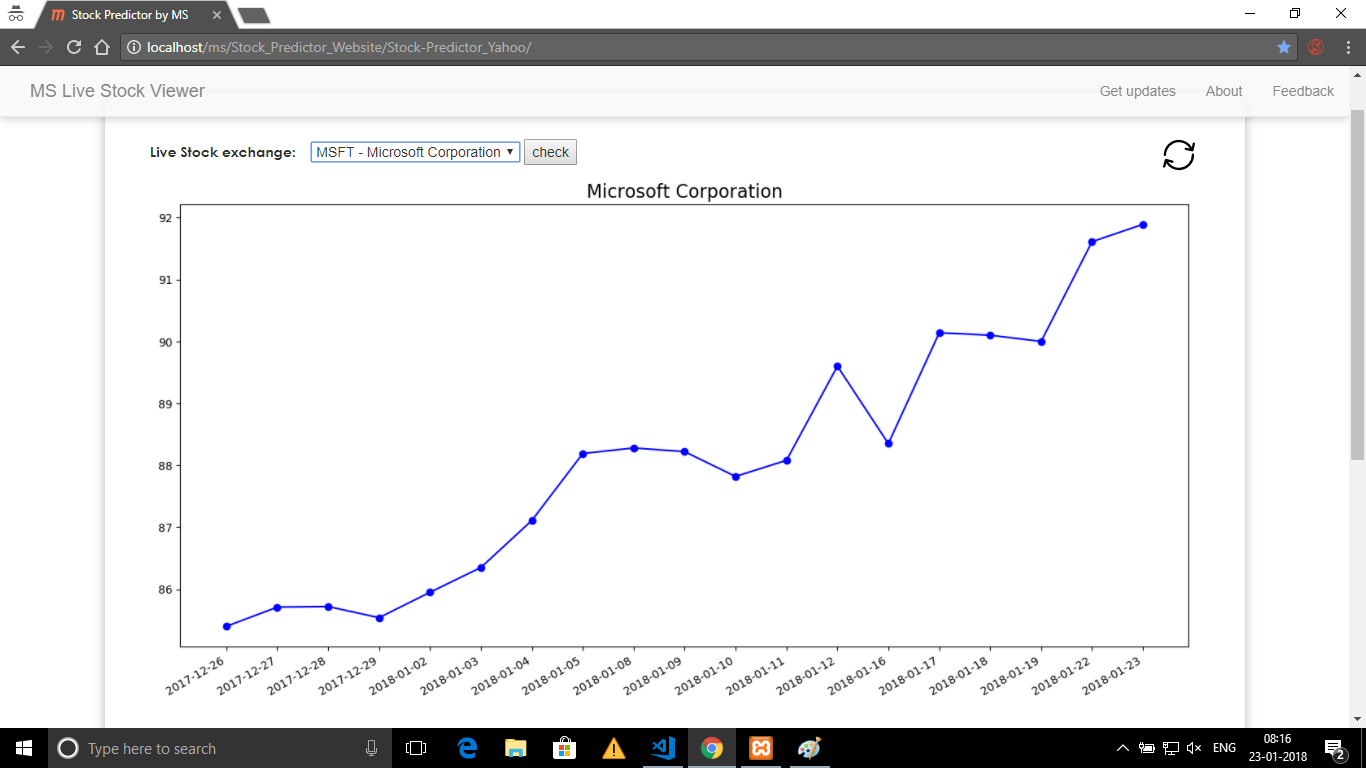 Stock Predictor by MS
localhost/ms/Stock_Predictor_Website/Stock-Predictor_Yahoo/
MS Live Stock Viewer Get updates About Feedback
Live Stock exchange: MSFT - Microsoft Corporation check
Microsoft Corporation
92
91
90
89
88
87
86
2017-12-26 2017-12-27 2017-12-28 2017-12-29 2018-01-02 2018-01-03 2018-01-04 2018-01-05 2018-01-08 2018-01-09 2018-01-10 2018-01-11 2018-01-12 2018-01-16 2018-01-17 2018-01-18 2018-01-19 2018-01-22 2018-01-23
Type here to search ENG 08:16
23-01-2018 2